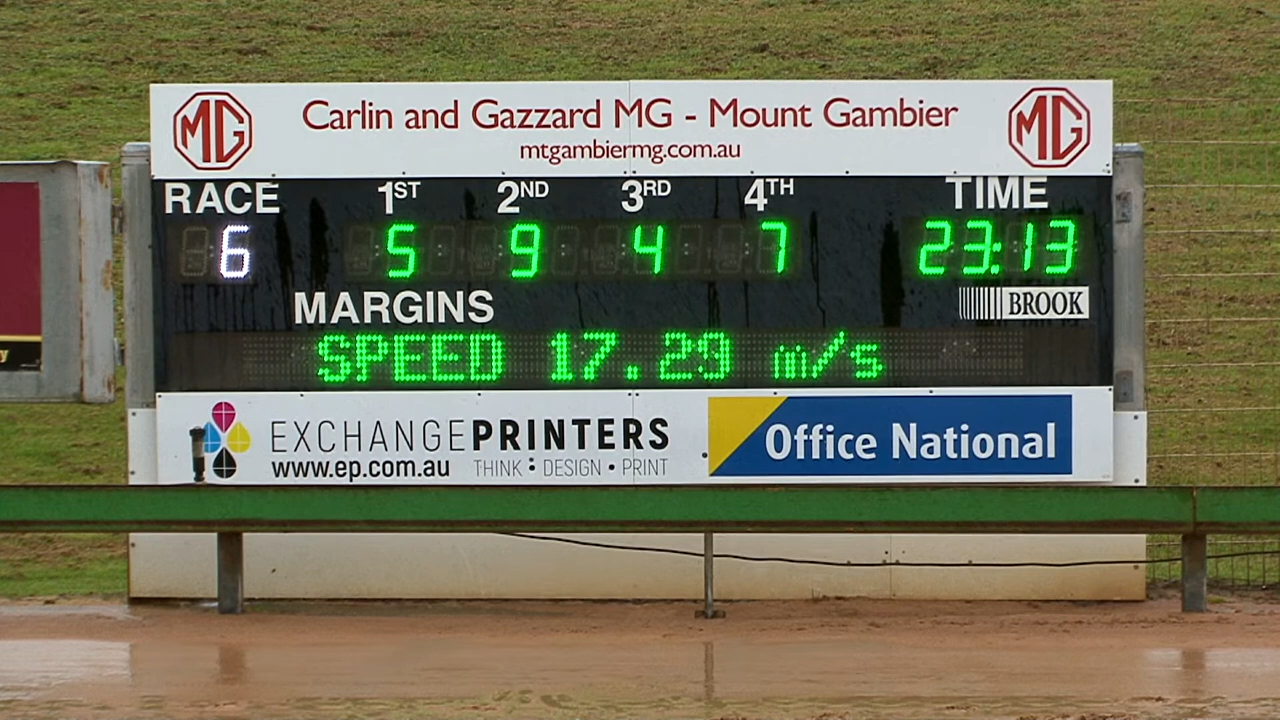 MG Carlin and Gazzard MG - Mount Gambier MG
mtgambiermg.com.au
RACE 1ST 2ND 3RD 4TH TIME
6 5 9 4 7 23:13
MARGINS BROOK
SPEED 17.29 m/s
EXCHANGEPRINTERS
www.ep.com.au THINK : DESIGN • PRINT
Office National